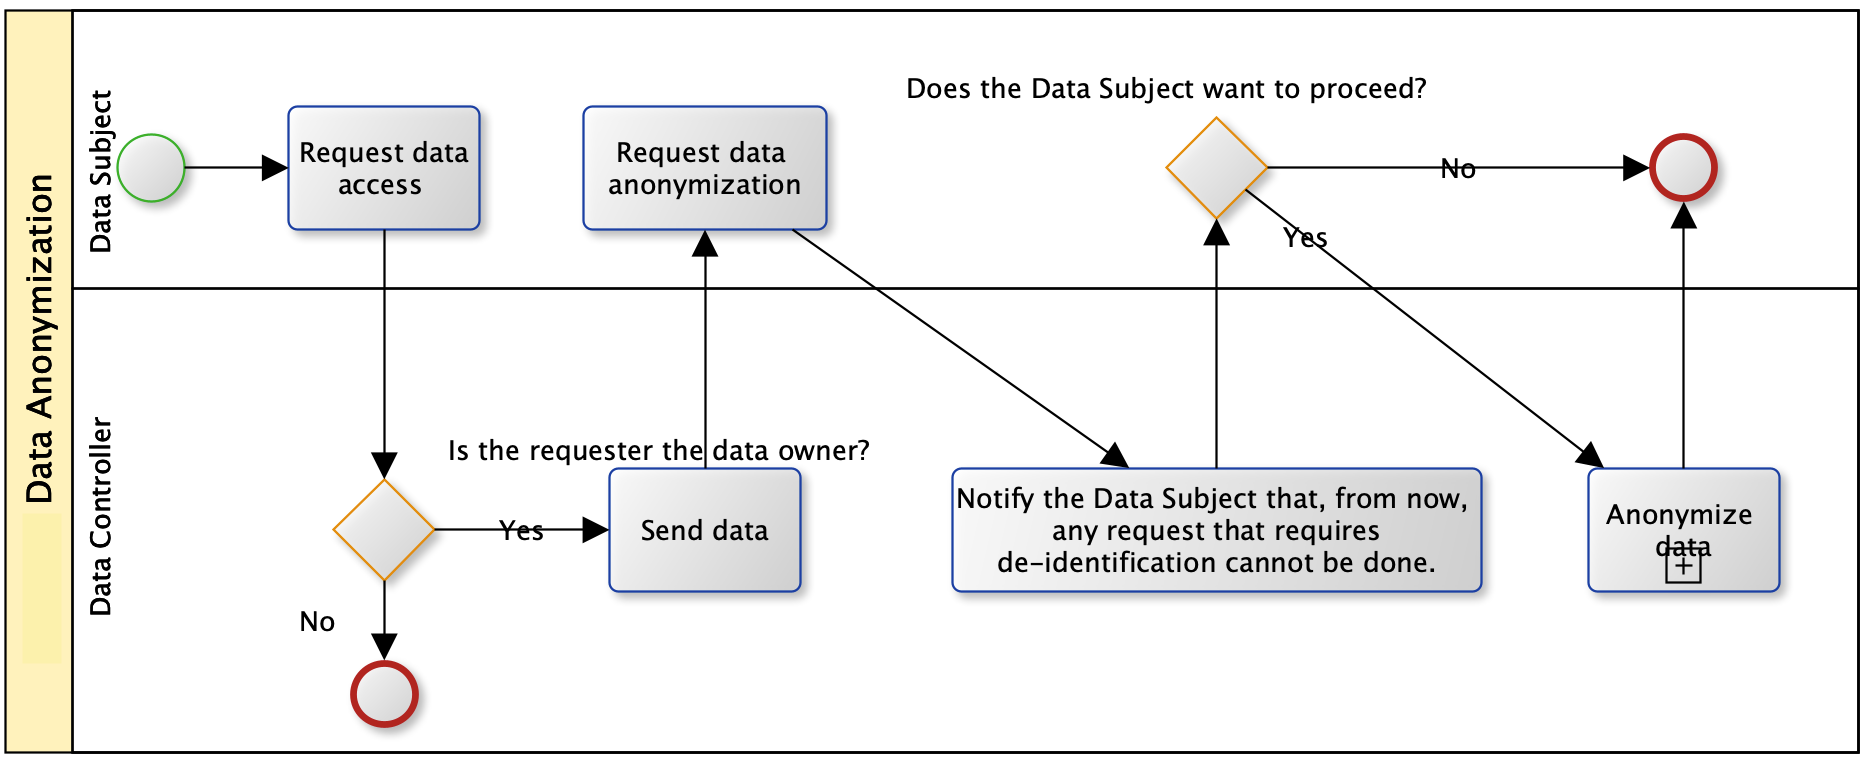 Data Anonymization
Data Subject
Request data
access
Request data
anonymization
Does the Data Subject want to proceed?
No
Yes
Data Controller
Is the requester the data owner?
Yes
No
Send data
Notify the Data Subject that, from now,
any request that requires
de-identification cannot be done.
Anonymize
data